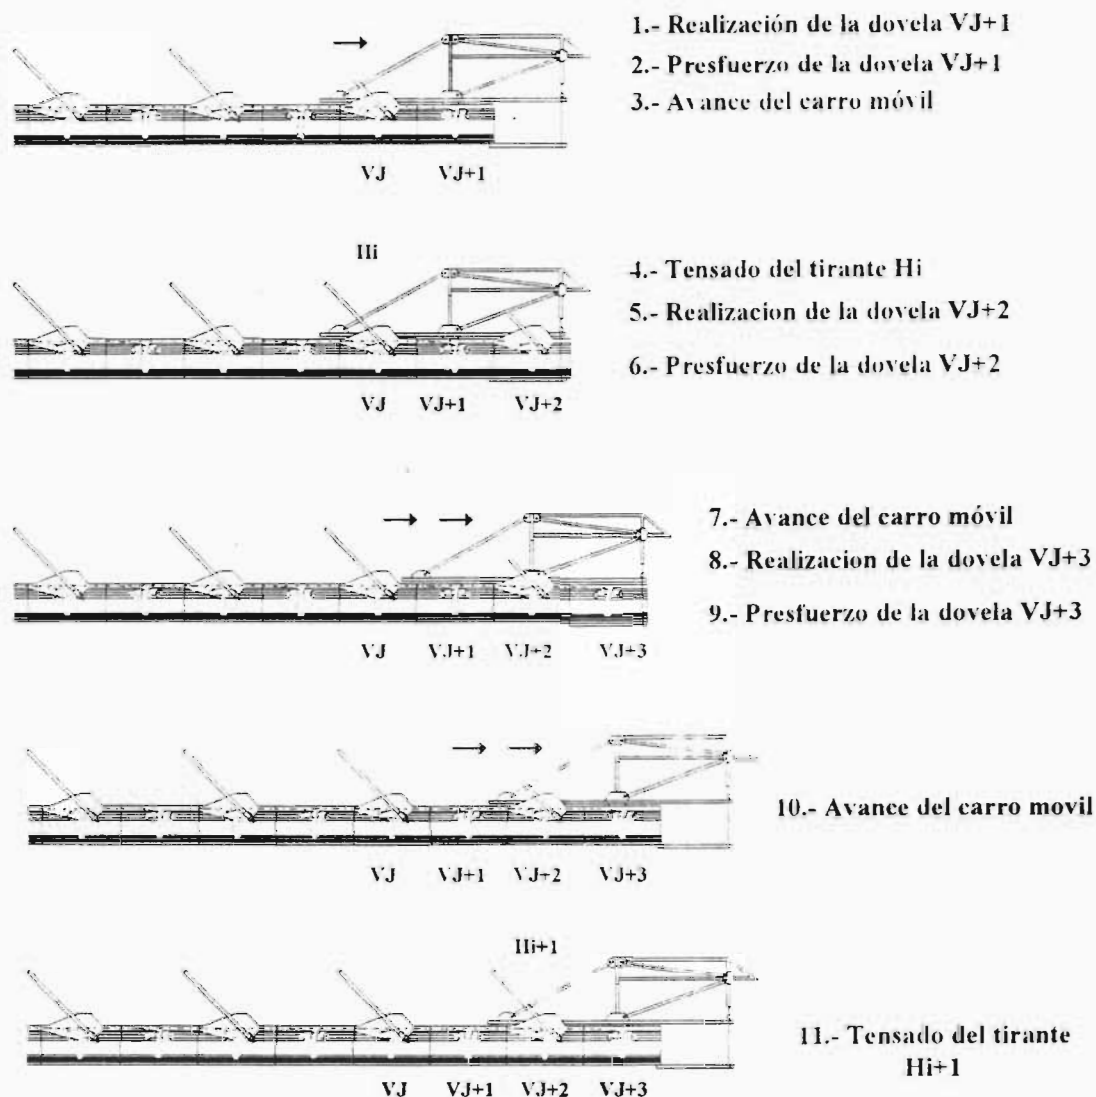 1.- Realización de la dovela VJ+1
2.- Presfuerzo de la dovela VJ+1
3.- Avance del carro móvil
VJ VJ+1
Hi
4.- Tensado del tirante Hi
5.- Realizacion de la dovela VJ+2
6.- Presfuerzo de la dovela VJ+2
VJ VJ+1 VJ+2
7.- Avance del carro móvil
8.- Realizacion de la dovela VJ+3
9.- Presfuerzo de la dovela VJ+3
VJ VJ+1 VJ+2 VJ+3
10.- Avance del carro movil
VJ VJ+1 VJ+2 VJ+3
Hi+1
11.- Tensado del tirante
Hi+1
VJ VJ+1 VJ+2 VJ+3